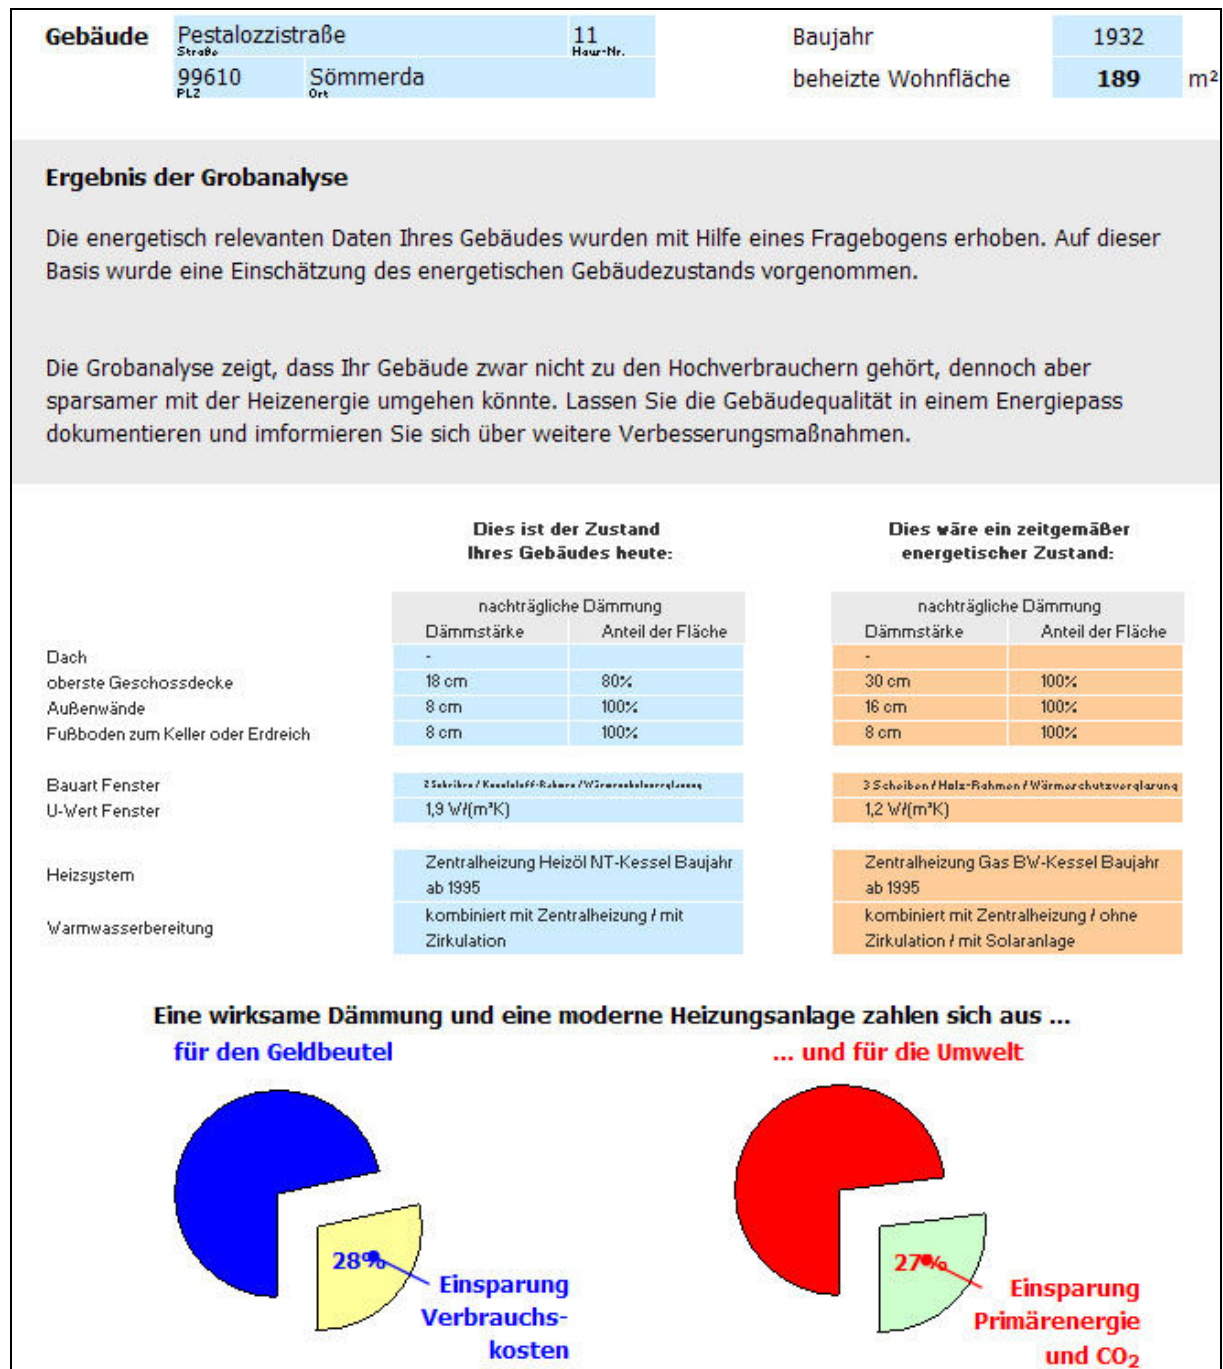 Gebäude Pestalozzistraße 11 Baujahr 1932
Straße Haus-Nr.
99610 Sömmerda beheizte Wohnfläche 189 m²
PLZ Ort
Ergebnis der Grobanalyse
Die energetisch relevanten Daten Ihres Gebäudes wurden mit Hilfe eines Fragebogens erhoben. Auf dieser
Basis wurde eine Einschätzung des energetischen Gebäudezustands vorgenommen.
Die Grobanalyse zeigt, dass Ihr Gebäude zwar nicht zu den Hochverbrauchern gehört, dennoch aber
sparsamer mit der Heizenergie umgehen könnte. Lassen Sie die Gebäudequalität in einem Energiepass
dokumentieren und imformieren Sie sich über weitere Verbesserungsmaßnahmen.
Dies ist der Zustand Dies wäre ein zeitgemäßer
Ihres Gebäudes heute: energetischer Zustand:
nachträgliche Dämmung nachträgliche Dämmung
Dämmstärke Anteil der Fläche Dämmstärke Anteil der Fläche
Dach - -
oberste Geschossdecke 18 cm 80% 30 cm 100%
Außenwände 8 cm 100% 16 cm 100%
Fußboden zum Keller oder Erdreich 8 cm 100% 8 cm 100%
Bauart Fenster 2 Scheiben / Kunststoff-Rahmen / Wärmeschutzverglasung 3 Scheiben / Holz-Rahmen / Wärmeschutzverglasung
U-Wert Fenster 1,9 W/(m²K) 1,2 W/(m²K)
Heizsystem Zentralheizung Heizöl NT-Kessel Baujahr Zentralheizung Gas BW-Kessel Baujahr
ab 1995 ab 1995
Warmwasserbereitung kombiniert mit Zentralheizung / mit kombiniert mit Zentralheizung / ohne
Zirkulation Zirkulation / mit Solaranlage
Eine wirksame Dämmung und eine moderne Heizungsanlage zahlen sich aus ...
für den Geldbeutel ... und für die Umwelt
28% 27%
Einsparung Einsparung
Verbrauchs- Primärenergie
kosten und CO₂